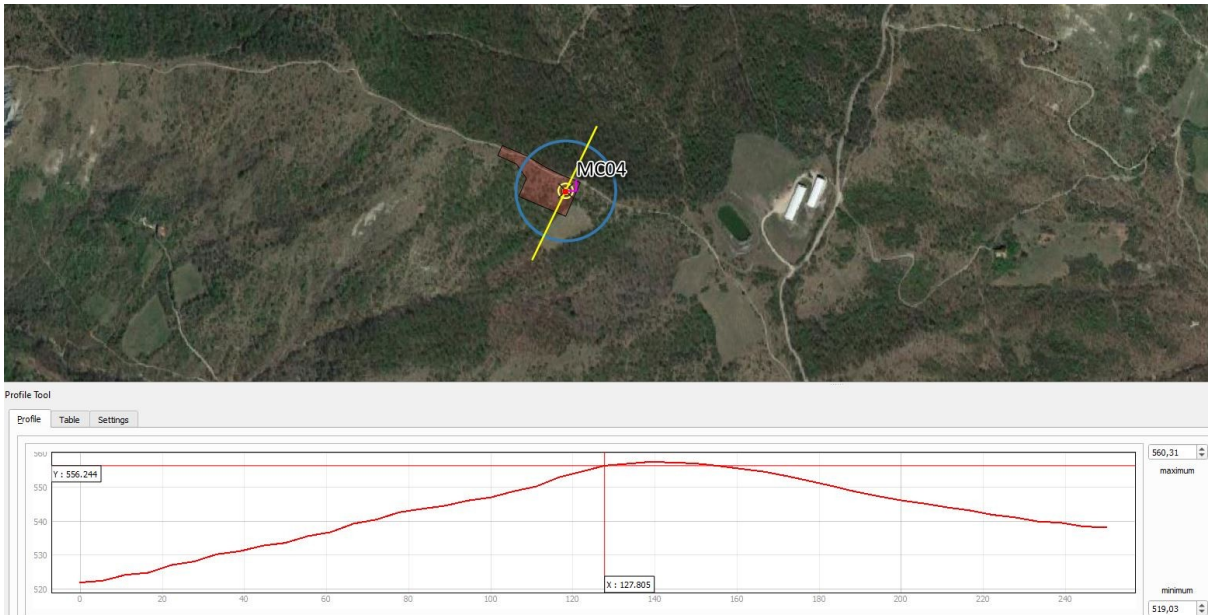 MC04
Profile Tool
Profile Table Settings
560
Y : 556.244
550
540
530
520
X : 127.805
0 20 40 60 80 100 120 140 160 180 200 220 240
560,31
maximum
minimum
519,03